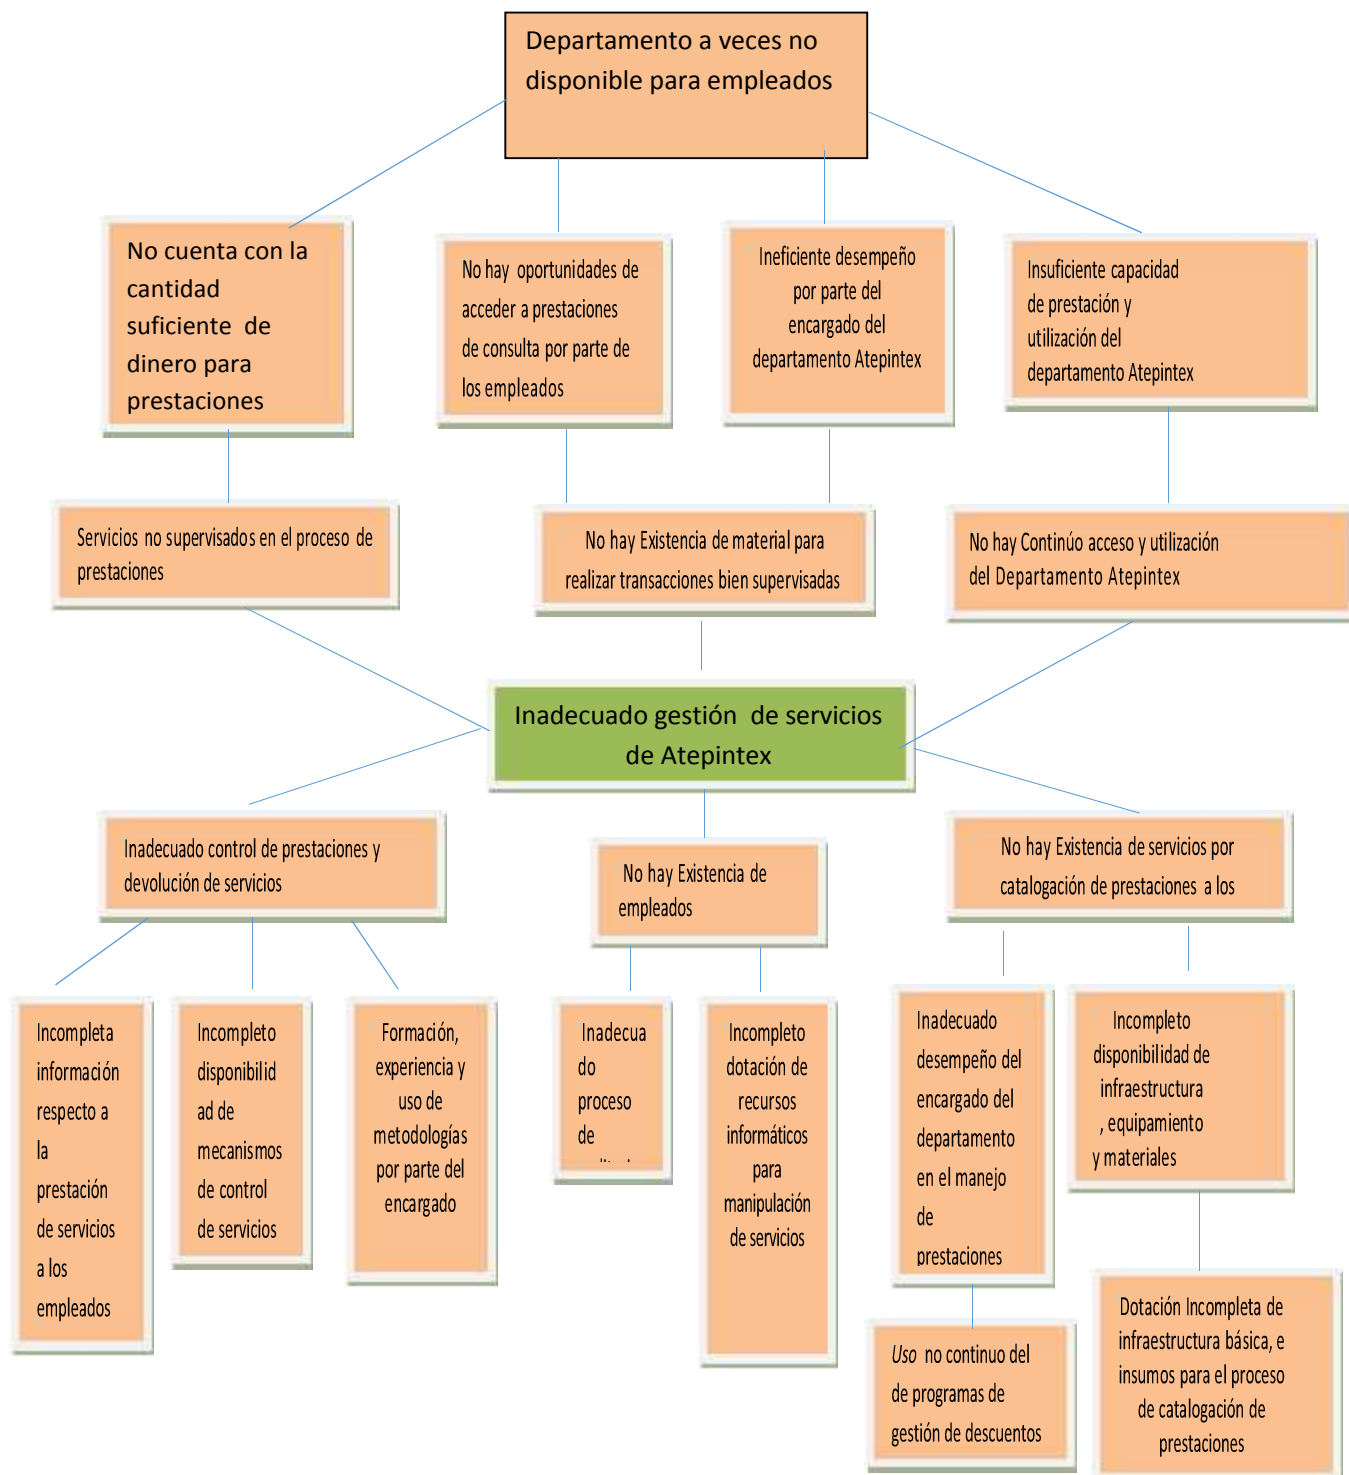 Departamento a veces no
disponible para empleados
No cuenta con la
cantidad
suficiente de
dinero para
prestaciones
No hay oportunidades de
acceder a prestaciones
de consulta por parte de
los empleados
Ineficiente desempeño
por parte del
encargado del
departamento Atepintex
Insuficiente capacidad
de prestación y
utilización del
departamento Atepintex
Servicios no supervisados en el proceso de
prestaciones
No hay Existencia de material para
realizar transacciones bien supervisadas
No hay Continúo acceso y utilización
del Departamento Atepintex
Inadecuado gestión de servicios
de Atepintex
Inadecuado control de prestaciones y
devolución de servicios
No hay Existencia de
empleados
No hay Existencia de servicios por
catalogación de prestaciones a los
Incompleta
información
respecto a
la
prestación
de servicios
a los
empleados
Incompleto
disponibilid
ad de
mecanismos
de control
de servicios
Formación,
experiencia y
uso de
metodologías
por parte del
encargado
Inadecua
do
proceso
de
Incompleto
dotación de
recursos
informáticos
para
manipulación
de servicios
Inadecuado
desempeño del
encargado del
departamento
en el manejo
de
prestaciones
Incompleto
disponibilidad de
infraestructura
, equipamiento
y materiales
Uso no continuo del
de programas de
gestión de descuentos
Dotación Incompleta de
infraestructura básica, e
insumos para el proceso
de catalogación de
prestaciones